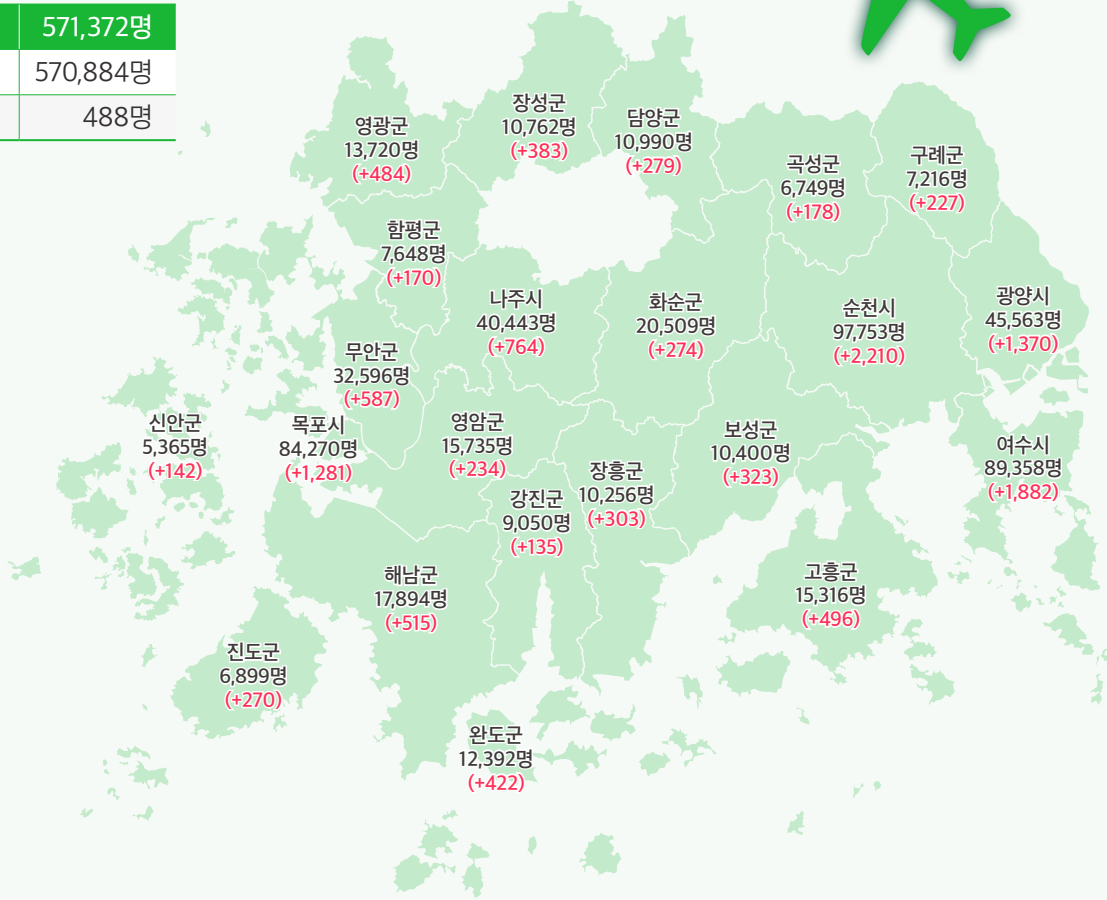 571,372명
570,884명
488명
장성군
10,762명
(+383)
담양군
10,990명
(+279)
영광군
13,720명
(+484)
곡성군
6,749명
(+178)
구례군
7,216명
(+227)
함평군
7,648명
(+170)
나주시
40,443명
(+764)
화순군
20,509명
(+274)
순천시
97,753명
(+2,210)
광양시
45,563명
(+1,370)
무안군
32,596명
(+587)
신안군
5,365명
(+142)
목포시
84,270명
(+1,281)
영암군
15,735명
(+234)
보성군
10,400명
(+323)
여수시
89,358명
(+1,882)
장흥군
10,256명
(+303)
강진군
9,050명
(+135)
해남군
17,894명
(+515)
고흥군
15,316명
(+496)
진도군
6,899명
(+270)
완도군
12,392명
(+422)